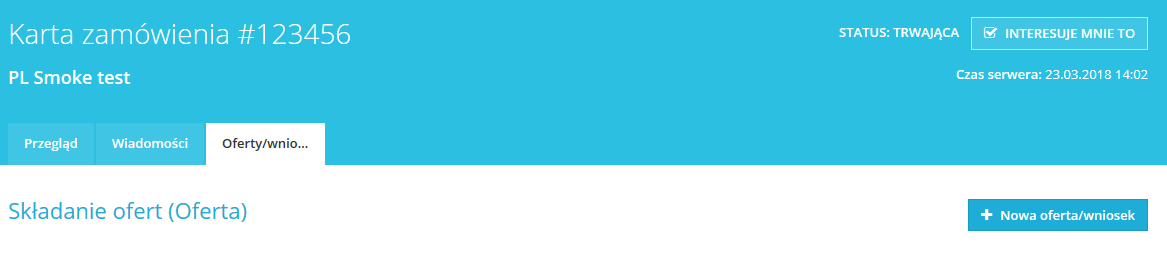 Karta zamówienia #123456
STATUS: TRWAJĄCA
INTERESUJE MNIE TO
PL Smoke test
Czas serwera: 23.03.2018 14:02
Przegląd
Wiadomości
Oferty/wnio...
Składanie ofert (Oferta)
Nowa oferta/wniosek